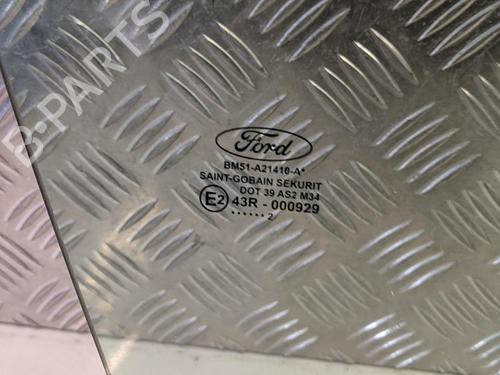 B-PARTS
Ford
BM51-A21410-A*
SAINT-GOBAIN SEKURIT
DOT 39 AS2 M34
E2 43R - 000929
...... 2